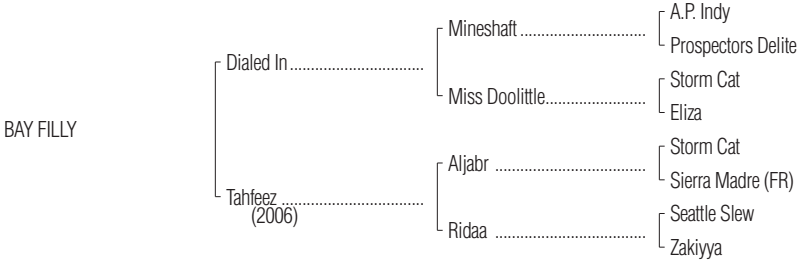 A.P. Indy
Mineshaft
Prospectors Delite
Dialed In
Storm Cat
Miss Doolittle
Eliza
BAY FILLY
Storm Cat
Aljabr
Sierra Madre (FR)
Tahfeez
(2006)
Seattle Slew
Ridaa
Zakiyya